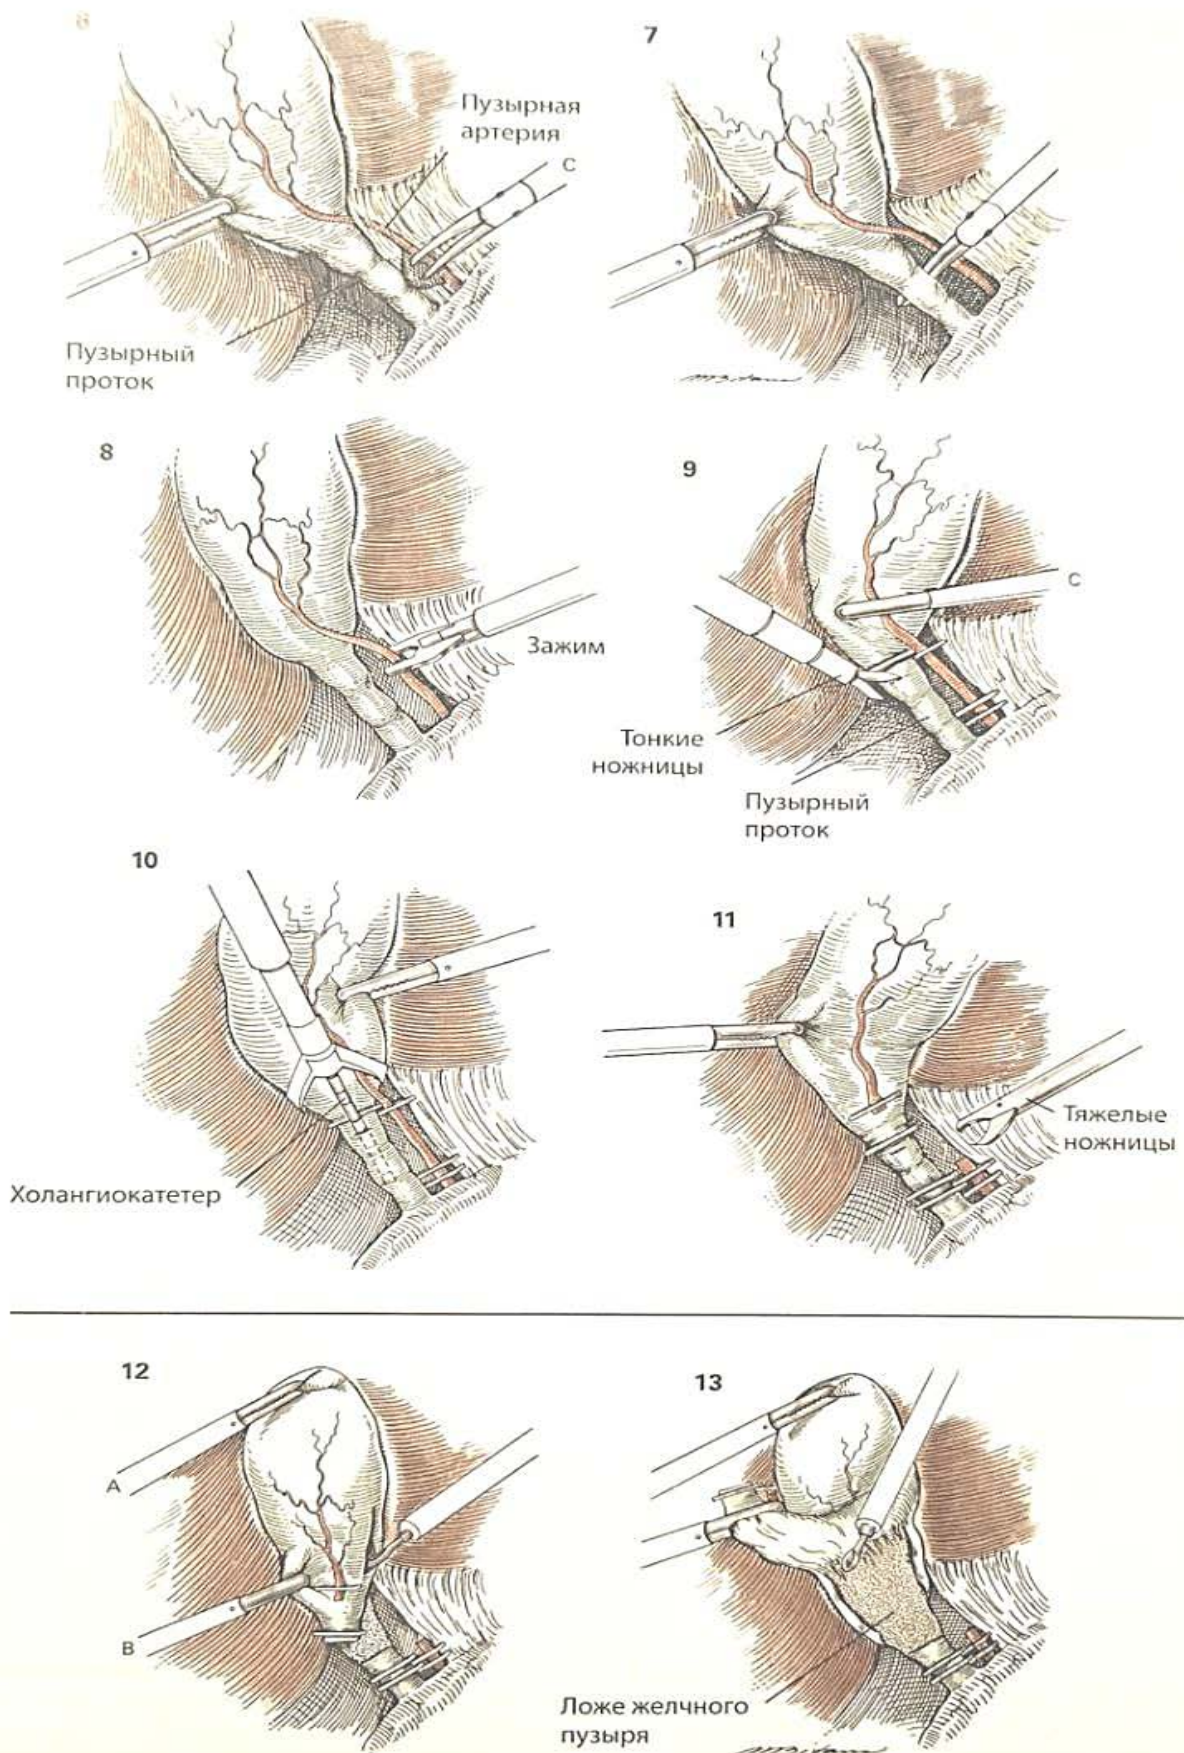 6
7
Пузырная
артерия
C
Пузырный
проток
8
9
C
Зажим
Тонкие
ножницы
Пузырный
проток
10
11
Тяжелые
ножницы
Холангиокатетер
12
13
A
B
Ложе желчного
пузыря